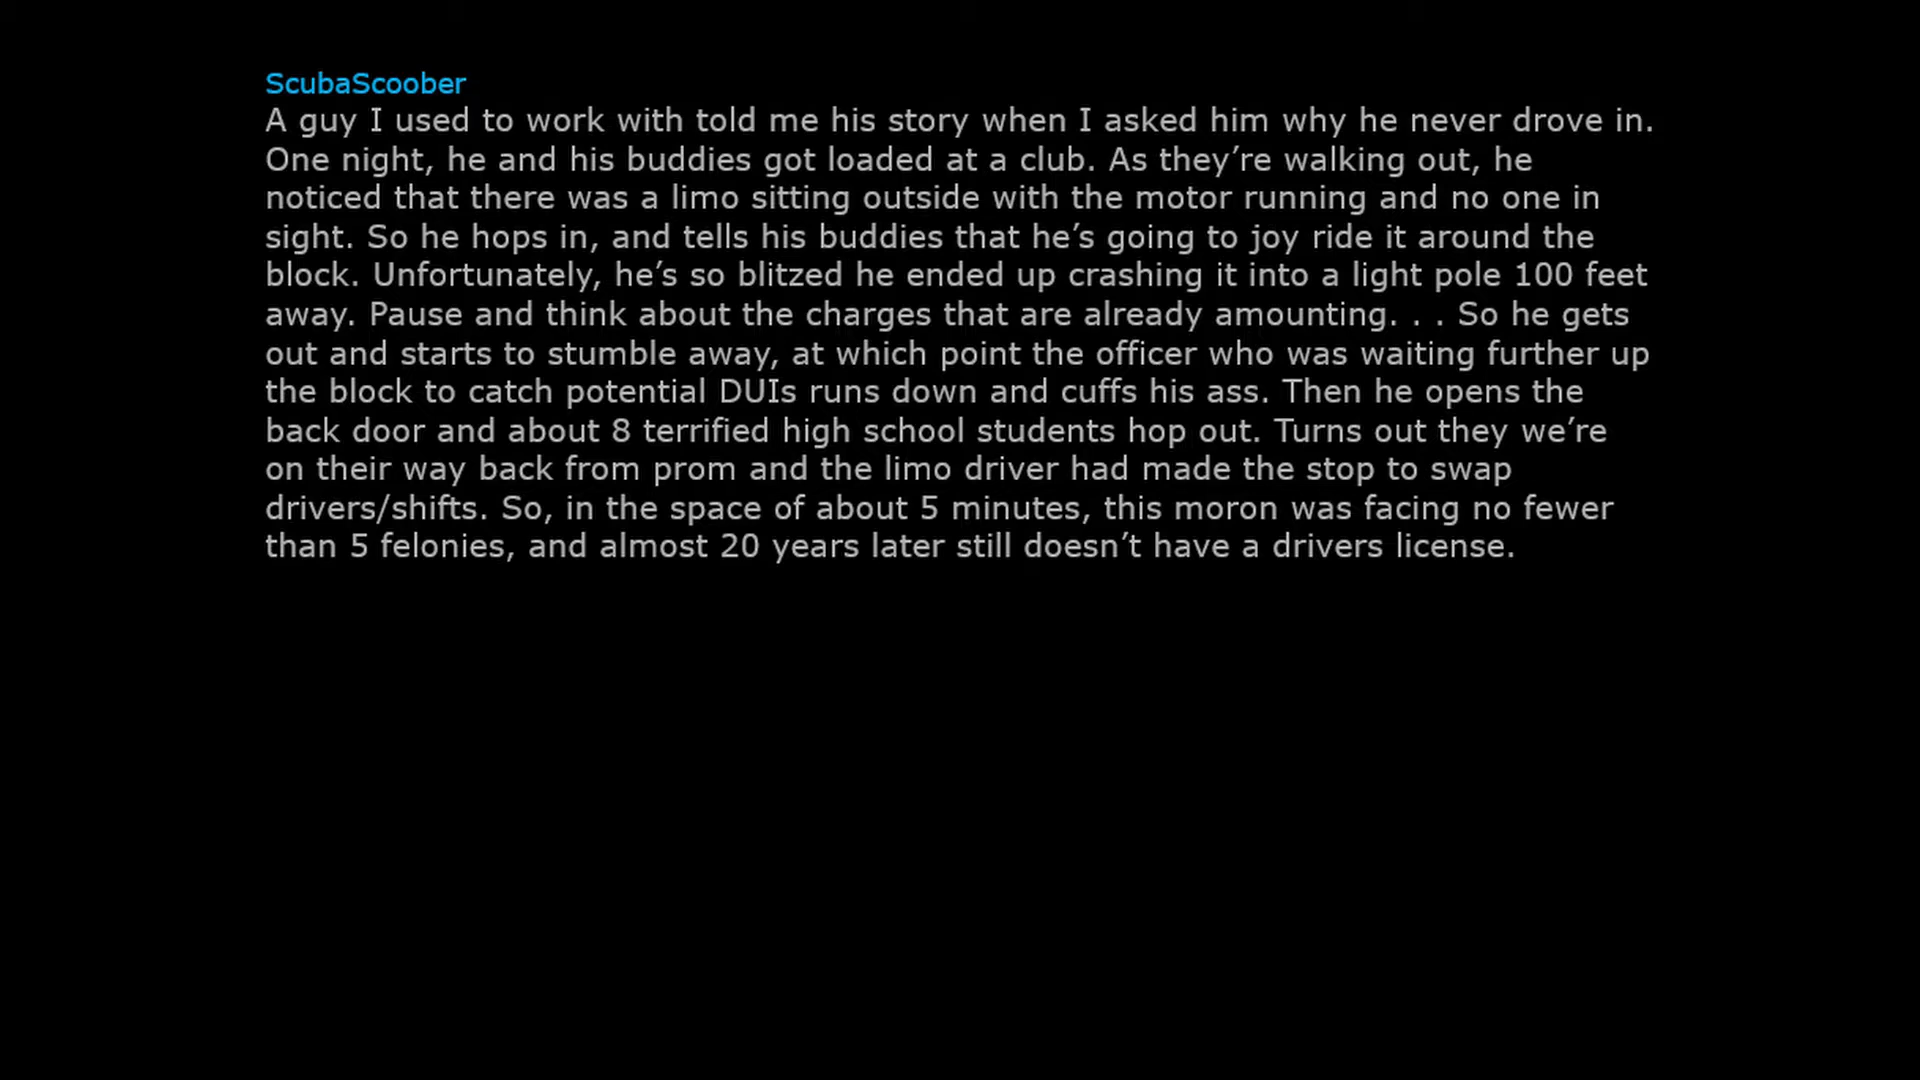 ScubaScoober
A guy I used to work with told me his story when I asked him why he never drove in.
One night, he and his buddies got loaded at a club. As they’re walking out, he
noticed that there was a limo sitting outside with the motor running and no one in
sight. So he hops in, and tells his buddies that he’s going to joy ride it around the
block. Unfortunately, he’s so blitzed he ended up crashing it into a light pole 100 feet
away. Pause and think about the charges that are already amounting. . . So he gets
out and starts to stumble away, at which point the officer who was waiting further up
the block to catch potential DUIs runs down and cuffs his ass. Then he opens the
back door and about 8 terrified high school students hop out. Turns out they we’re
on their way back from prom and the limo driver had made the stop to swap
drivers/shifts. So, in the space of about 5 minutes, this moron was facing no fewer
than 5 felonies, and almost 20 years later still doesn’t have a drivers license.